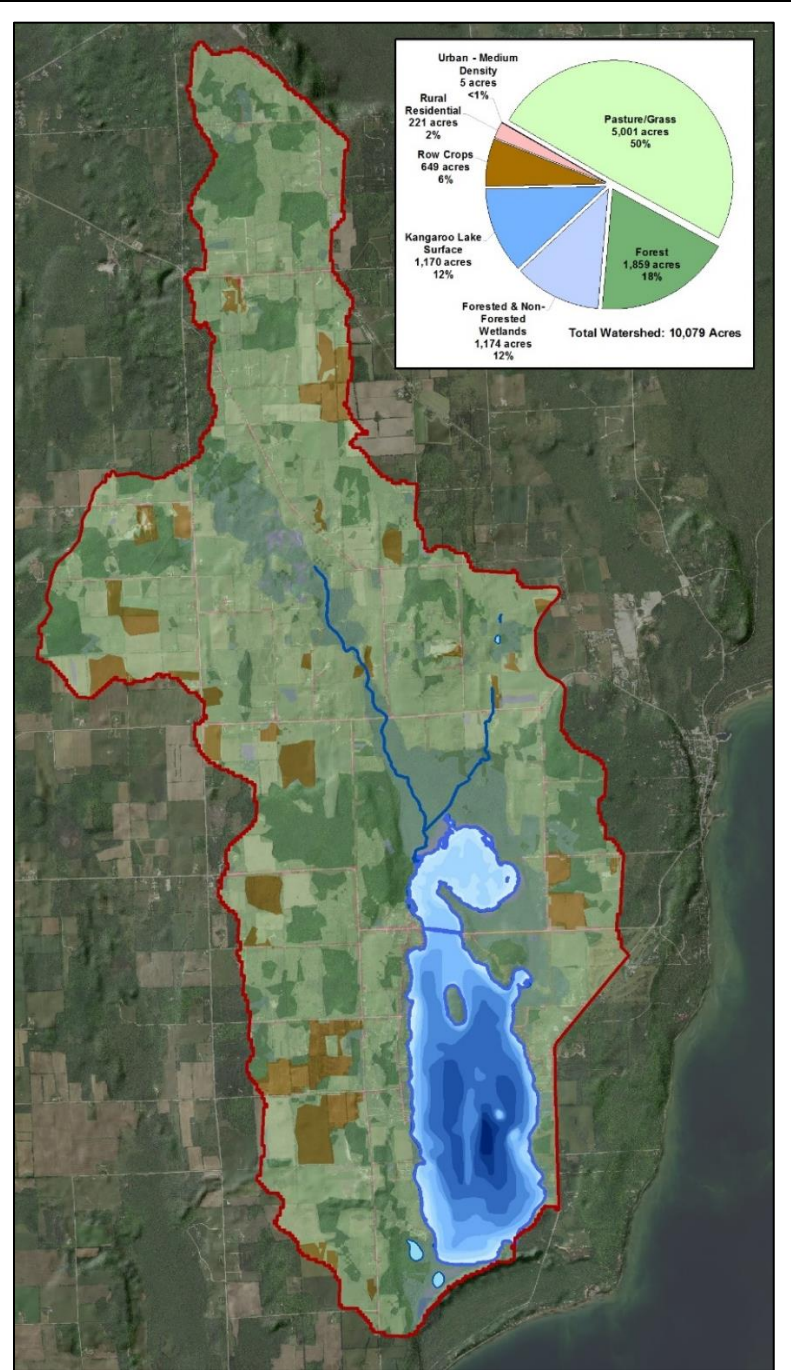 Urban - Medium
Density
5 acres
<1%
Rural
Residential
221 acres
2%
Row Crops
649 acres
6%
Kangaroo Lake
Surface
1,170 acres
12%
Forested & Non-
Forested
Wetlands
1,174 acres
12%
Pasture/Grass
5,001 acres
50%
Forest
1,859 acres
18%
Total Watershed: 10,079 Acres